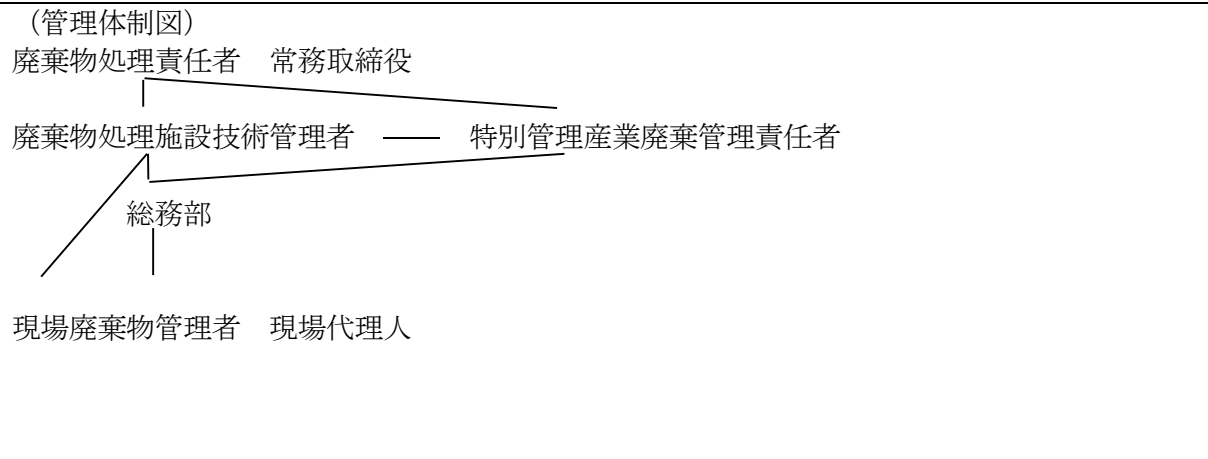 （管理体制図）
廃棄物処理責任者　常務取締役
廃棄物処理施設技術管理者　――　特別管理産業廃棄管理責任者
総務部
現場廃棄物管理者　現場代理人